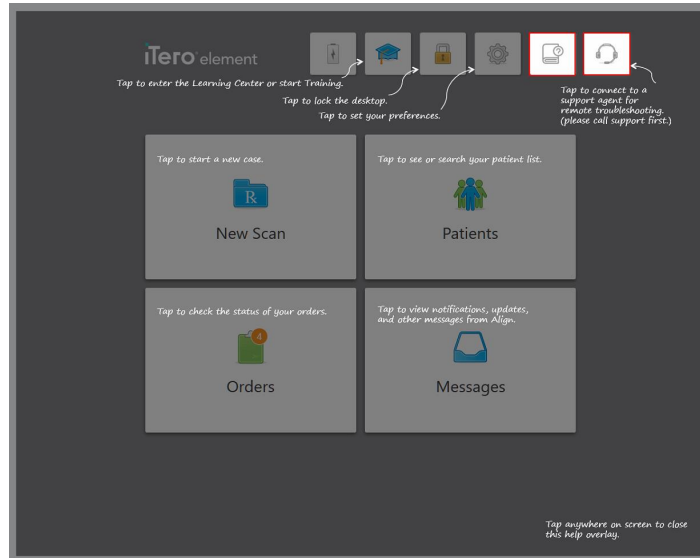 iTero element
Tap to enter the Learning Center or start Training.
Tap to lock the desktop.
Tap to set your preferences.
Tap to connect to a
support agent for
remote troubleshooting.
(please call support first.)
Tap to start a new case.
Rx
New Scan
Tap to see or search your patient list.
Patients
Tap to check the status of your orders.
4
Orders
Tap to view notifications, updates,
and other messages from Align.
Messages
Tap anywhere on screen to close
this help overlay.